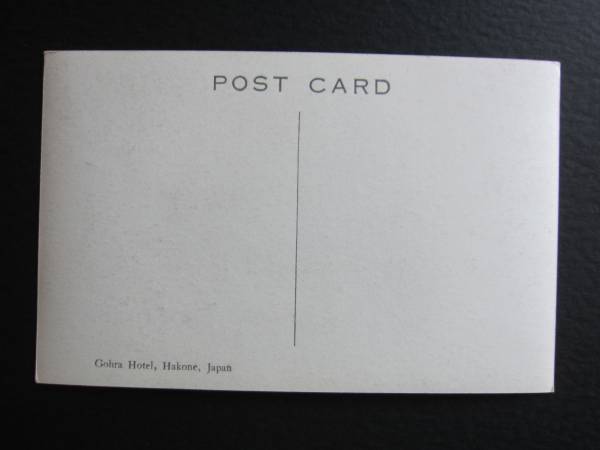 POST CARD
Gohra Hotel, Hakone, Japan